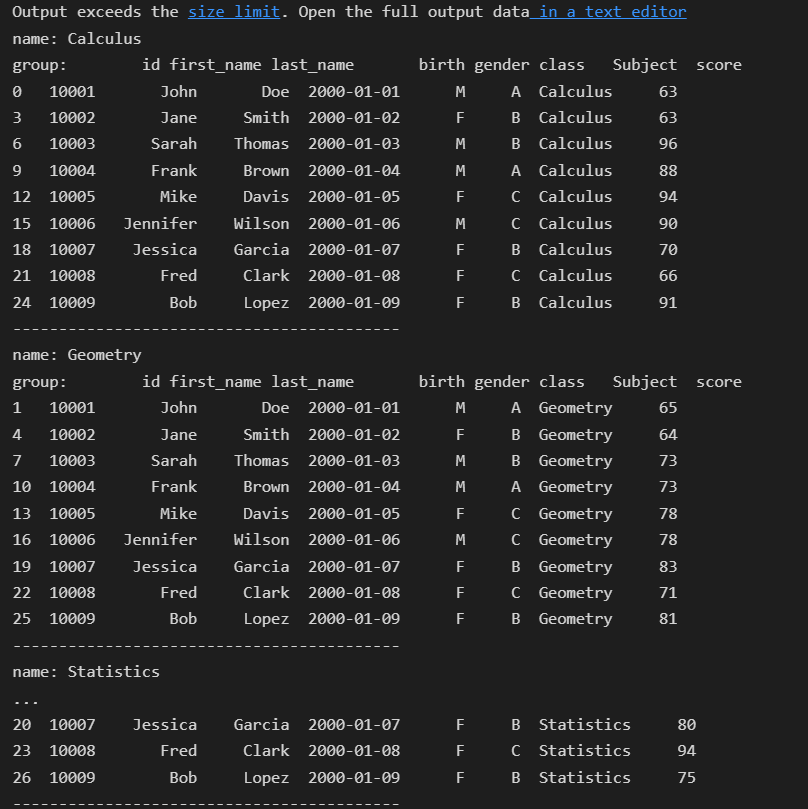 Output exceeds the size limit. Open the full output data in a text editor
name: Calculus
group:        id first_name last_name       birth gender class   Subject  score
0   10001       John       Doe  2000-01-01      M     A  Calculus     63
3   10002       Jane     Smith  2000-01-02      F     B  Calculus     63
6   10003      Sarah    Thomas  2000-01-03      M     B  Calculus     96
9   10004      Frank     Brown  2000-01-04      M     A  Calculus     88
12  10005       Mike     Davis  2000-01-05      F     C  Calculus     94
15  10006   Jennifer    Wilson  2000-01-06      M     C  Calculus     90
18  10007    Jessica    Garcia  2000-01-07      F     B  Calculus     70
21  10008       Fred     Clark  2000-01-08      F     C  Calculus     66
24  10009        Bob     Lopez  2000-01-09      F     B  Calculus     91
------------------------------------------
name: Geometry
group:        id first_name last_name       birth gender class   Subject  score
1   10001       John       Doe  2000-01-01      M     A  Geometry     65
4   10002       Jane     Smith  2000-01-02      F     B  Geometry     64
7   10003      Sarah    Thomas  2000-01-03      M     B  Geometry     73
10  10004      Frank     Brown  2000-01-04      M     A  Geometry     73
13  10005       Mike     Davis  2000-01-05      F     C  Geometry     78
16  10006   Jennifer    Wilson  2000-01-06      M     C  Geometry     78
19  10007    Jessica    Garcia  2000-01-07      F     B  Geometry     83
22  10008       Fred     Clark  2000-01-08      F     C  Geometry     71
25  10009        Bob     Lopez  2000-01-09      F     B  Geometry     81
------------------------------------------
name: Statistics
...
20  10007    Jessica    Garcia  2000-01-07      F     B  Statistics     80
23  10008       Fred     Clark  2000-01-08      F     C  Statistics     94
26  10009        Bob     Lopez  2000-01-09      F     B  Statistics     75
------------------------------------------